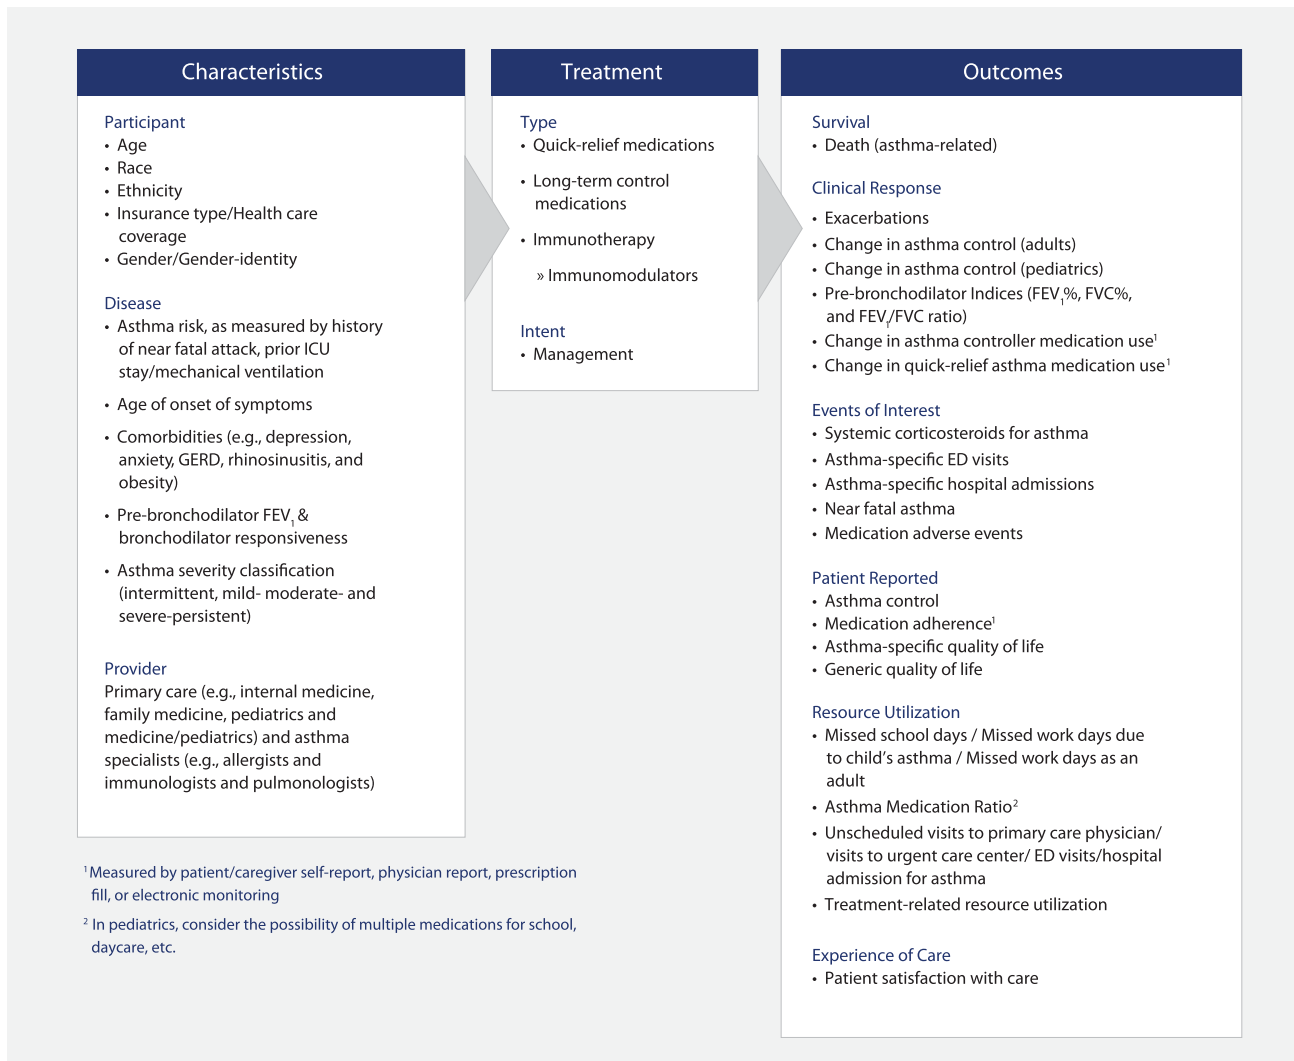 Characteristics
Participant
• Age
• Race
• Ethnicity
• Insurance type/Health care
coverage
• Gender/Gender-identity
Disease
• Asthma risk, as measured by history
of near fatal attack, prior ICU
stay/mechanical ventilation
• Age of onset of symptoms
• Comorbidities (e.g., depression,
anxiety, GERD, rhinosinusitis, and
obesity)
• Pre-bronchodilator FEV1 &
bronchodilator responsiveness
• Asthma severity classification
(intermittent, mild- moderate- and
severe-persistent)
Provider
Primary care (e.g., internal medicine,
family medicine, pediatrics and
medicine/pediatrics) and asthma
specialists (e.g., allergists and
immunologists and pulmonologists)
Treatment
Type
• Quick-relief medications
• Long-term control
medications
• Immunotherapy
» Immunomodulators
Intent
• Management
Outcomes
Survival
• Death (asthma-related)
Clinical Response
• Exacerbations
• Change in asthma control (adults)
• Change in asthma control (pediatrics)
• Pre-bronchodilator Indices (FEV1%, FVC%,
and FEV1/FVC ratio)
• Change in asthma controller medication use¹
• Change in quick-relief asthma medication use¹
Events of Interest
• Systemic corticosteroids for asthma
• Asthma-specific ED visits
• Asthma-specific hospital admissions
• Near fatal asthma
• Medication adverse events
Patient Reported
• Asthma control
• Medication adherence¹
• Asthma-specific quality of life
• Generic quality of life
Resource Utilization
• Missed school days / Missed work days due
to child’s asthma / Missed work days as an
adult
• Asthma Medication Ratio²
• Unscheduled visits to primary care physician/
visits to urgent care center/ ED visits/hospital
admission for asthma
• Treatment-related resource utilization
Experience of Care
• Patient satisfaction with care
¹ Measured by patient/caregiver self-report, physician report, prescription
fill, or electronic monitoring
² In pediatrics, consider the possibility of multiple medications for school,
daycare, etc.